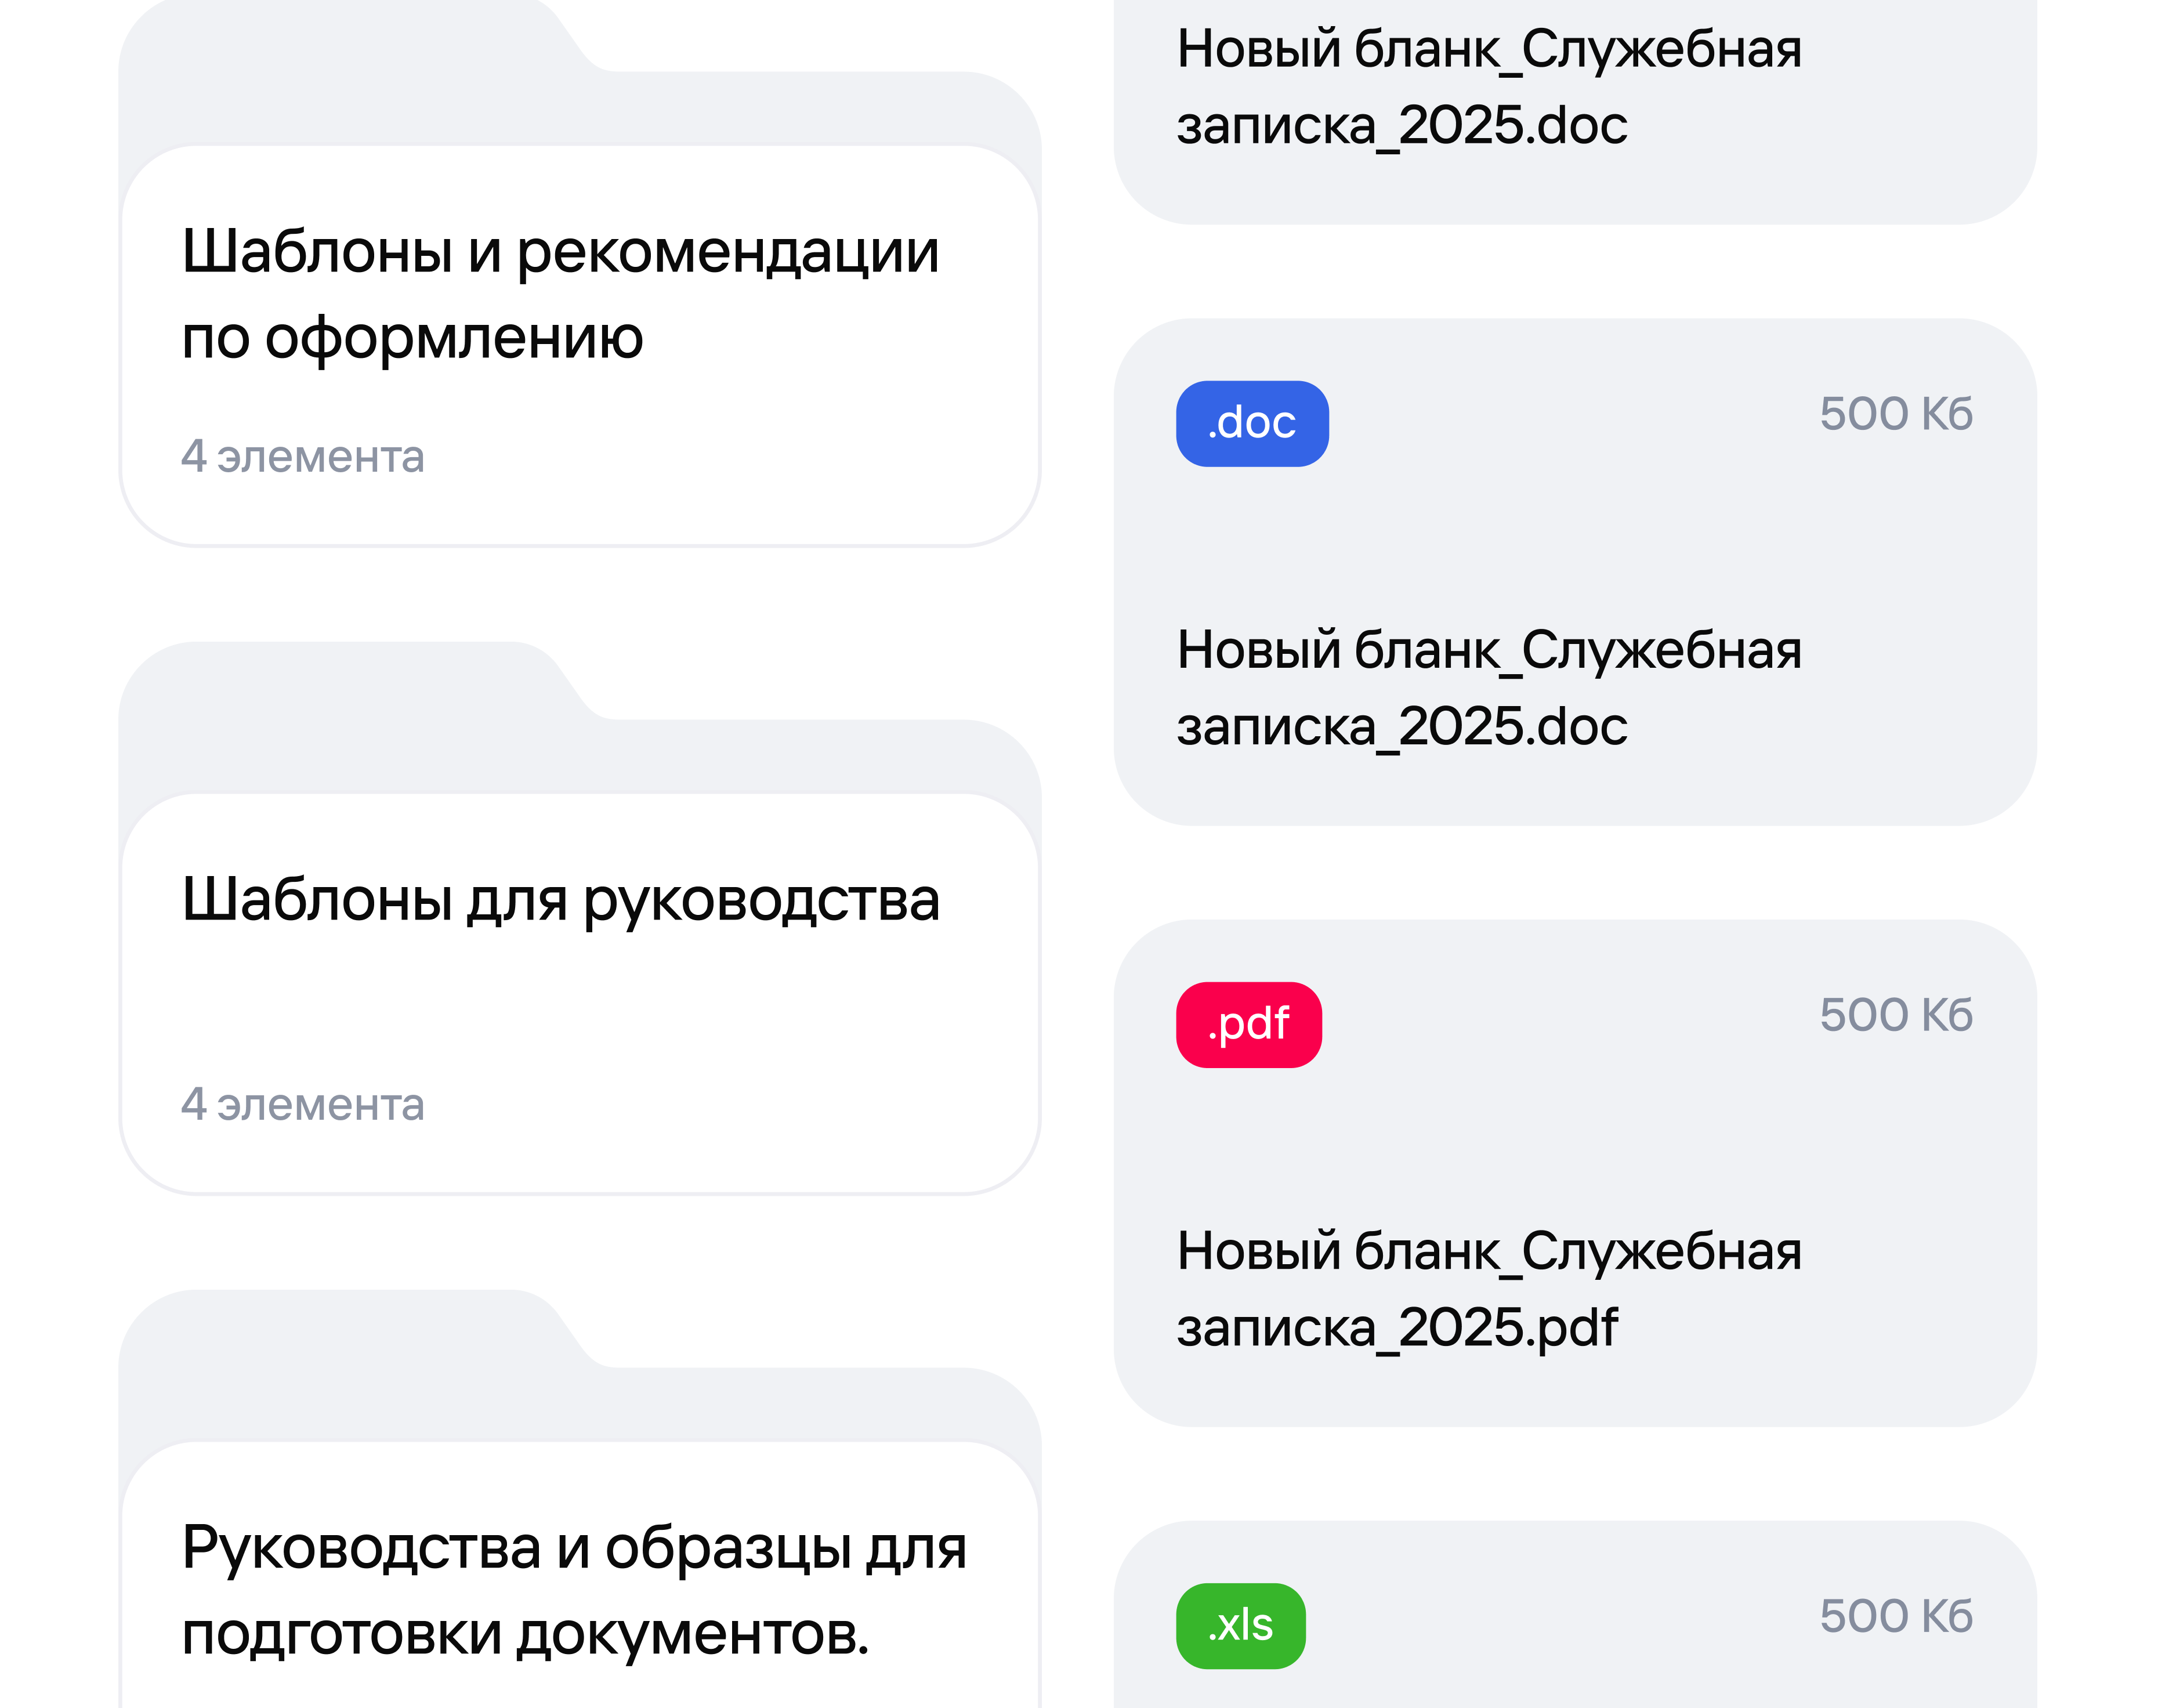 Шаблоны и рекомендации
по оформлению
4 элемента
Шаблоны для руководства
4 элемента
Руководства и образцы для
подготовки документов.
Новый бланк_Служебная
записка_2025.doc
.doc
500 Кб
Новый бланк_Служебная
записка_2025.doc
.pdf
500 Кб
Новый бланк_Служебная
записка_2025.pdf
.xls
500 Кб